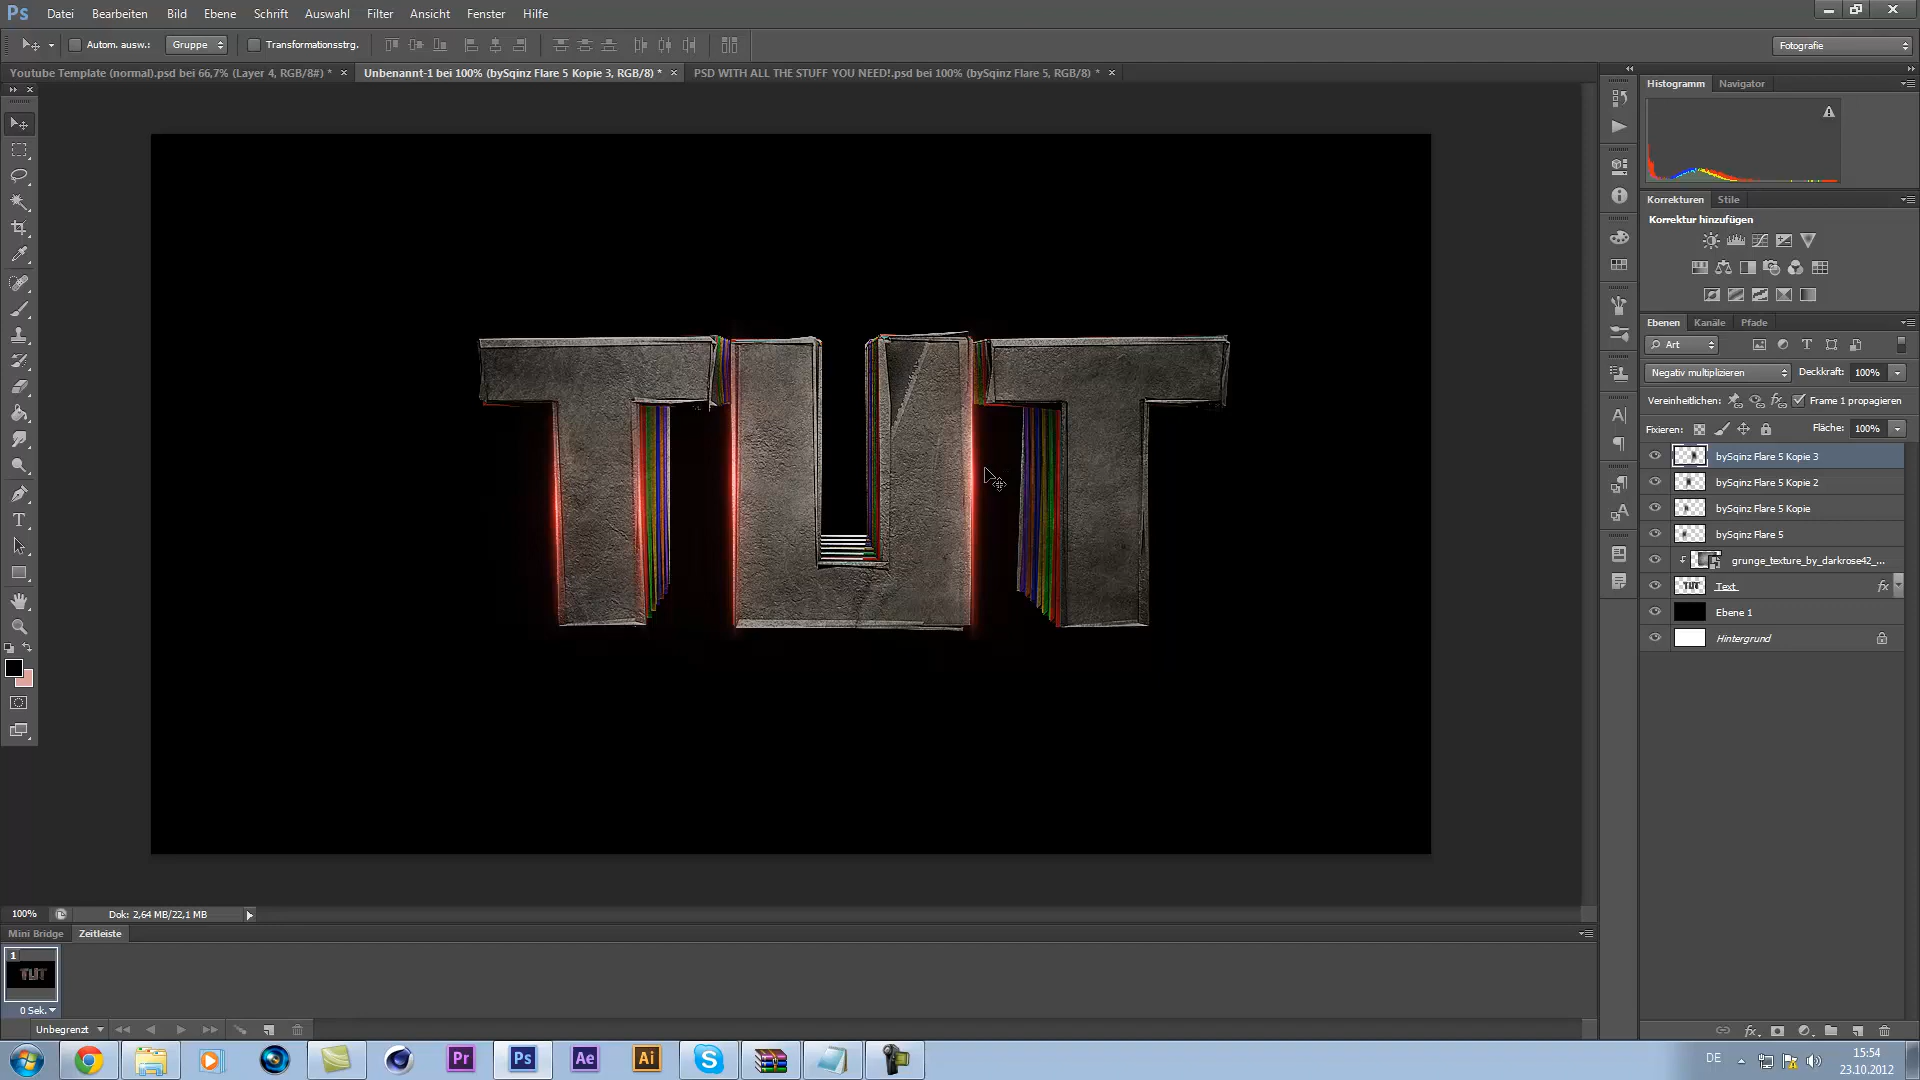 Ps Datei Bearbeiten Bild Ebene Schrift Auswahl Filter Ansicht Fenster Hilfe
Autom. ausw.: Gruppe Transformationsstrg. Fotografie
Youtube Template (normal).psd bei 66,7% (Layer 4, RGB/8#) * Unbenannt-1 bei 100% (bySqinz Flare 5 Kopie 3, RGB/8) * PSD WITH ALL THE STUFF YOU NEED!.psd bei 100% (bySqinz Flare 5, RGB/8) *
Histogramm Navigator
Korrekturen Stile
Korrektur hinzufügen
Ebenen Kanäle Pfade
Art
Negativ multiplizieren Deckkraft: 100%
Vereinheitlichen: Frame 1 propagieren
Fixieren: Fläche: 100%
bySqinz Flare 5 Kopie 3
bySqinz Flare 5 Kopie 2
bySqinz Flare 5 Kopie
bySqinz Flare 5
grunge_texture_by_darkrose42_...
Text fx
Ebene 1
Hintergrund
TUT
100% Dok: 2,64 MB/22,1 MB
Mini Bridge Zeitleiste
1
TUT
0 Sek.
Unbegrenzt
Pr Ps Ae Ai
DE 15:54
23.10.2012